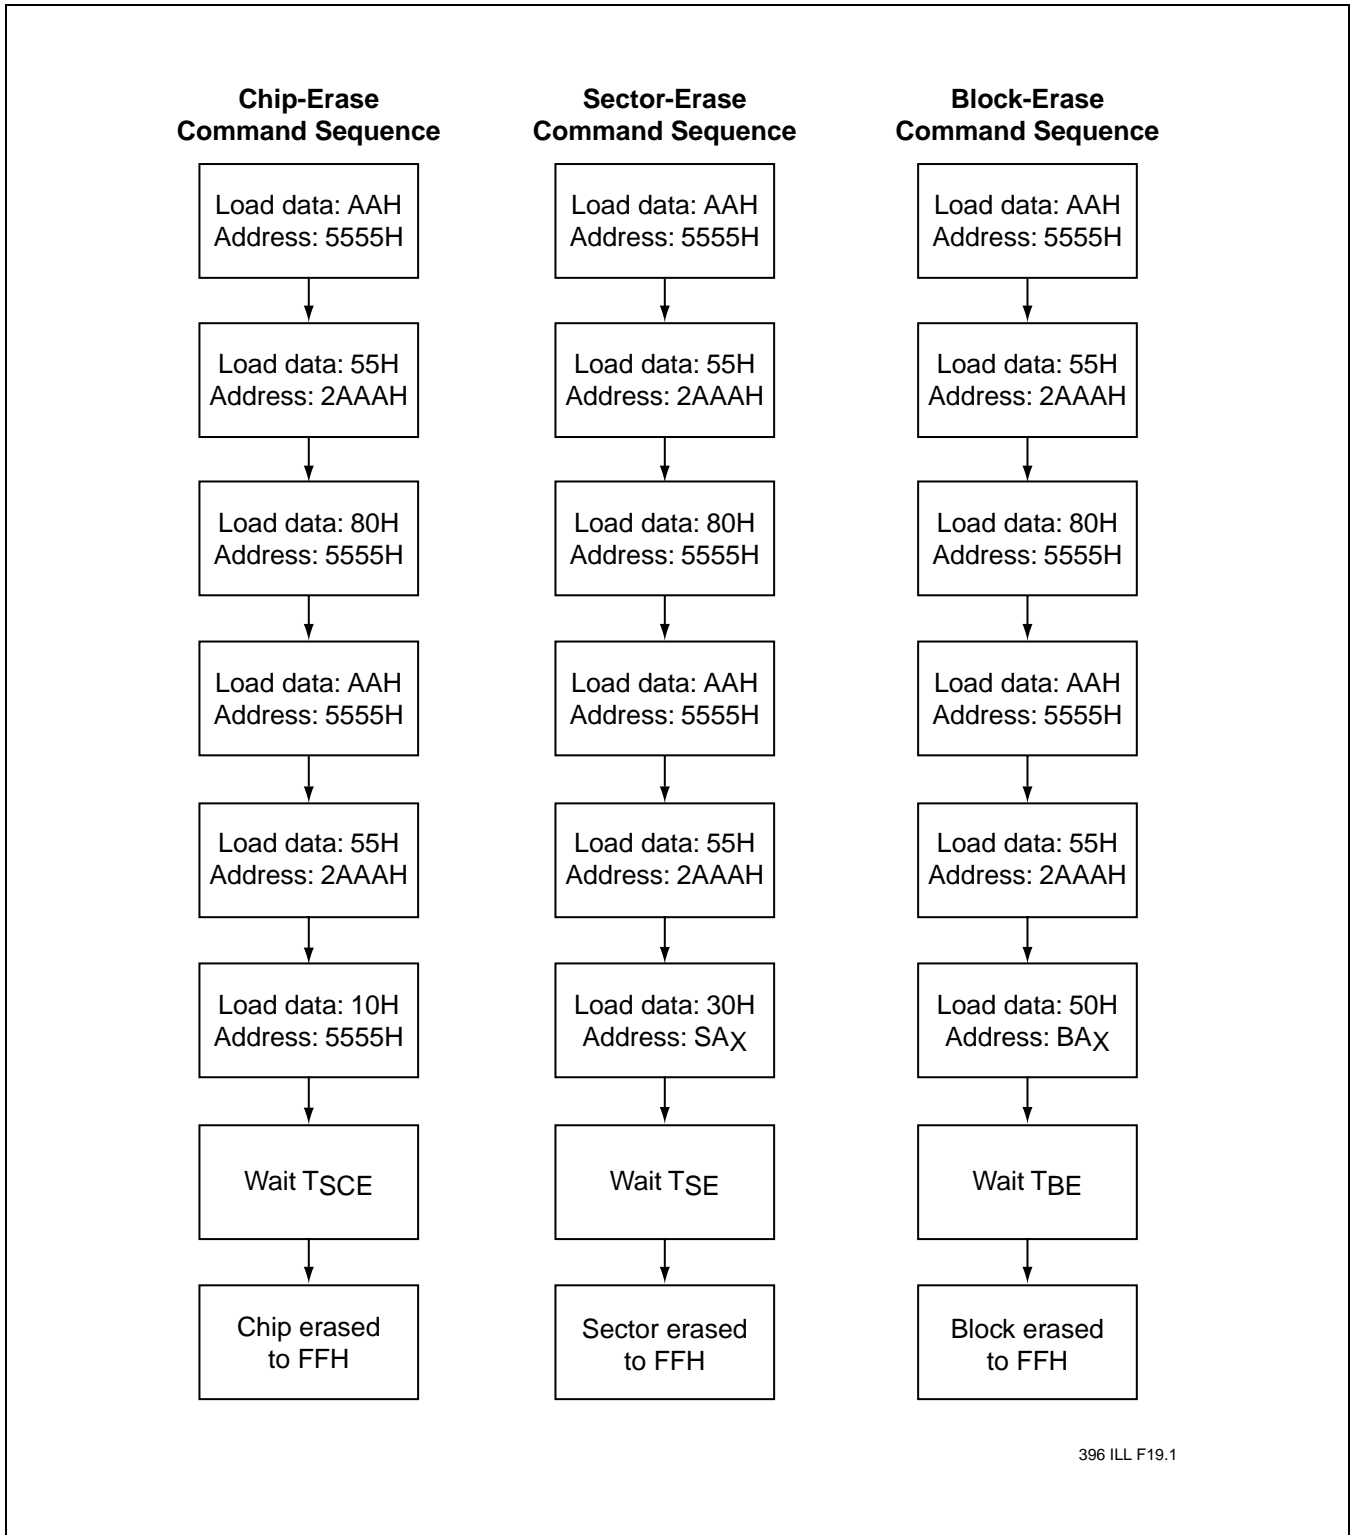 Chip-Erase
Command Sequence
Load data: AAH
Address: 5555H
Load data: 55H
Address: 2AAAH
Load data: 80H
Address: 5555H
Load data: AAH
Address: 5555H
Load data: 55H
Address: 2AAAH
Load data: 10H
Address: 5555H
Wait TSCE
Chip erased
to FFH
Sector-Erase
Command Sequence
Load data: AAH
Address: 5555H
Load data: 55H
Address: 2AAAH
Load data: 80H
Address: 5555H
Load data: AAH
Address: 5555H
Load data: 55H
Address: 2AAAH
Load data: 30H
Address: SAX
Wait TSE
Sector erased
to FFH
Block-Erase
Command Sequence
Load data: AAH
Address: 5555H
Load data: 55H
Address: 2AAAH
Load data: 80H
Address: 5555H
Load data: AAH
Address: 5555H
Load data: 55H
Address: 2AAAH
Load data: 50H
Address: BAX
Wait TBE
Block erased
to FFH
396 ILL F19.1